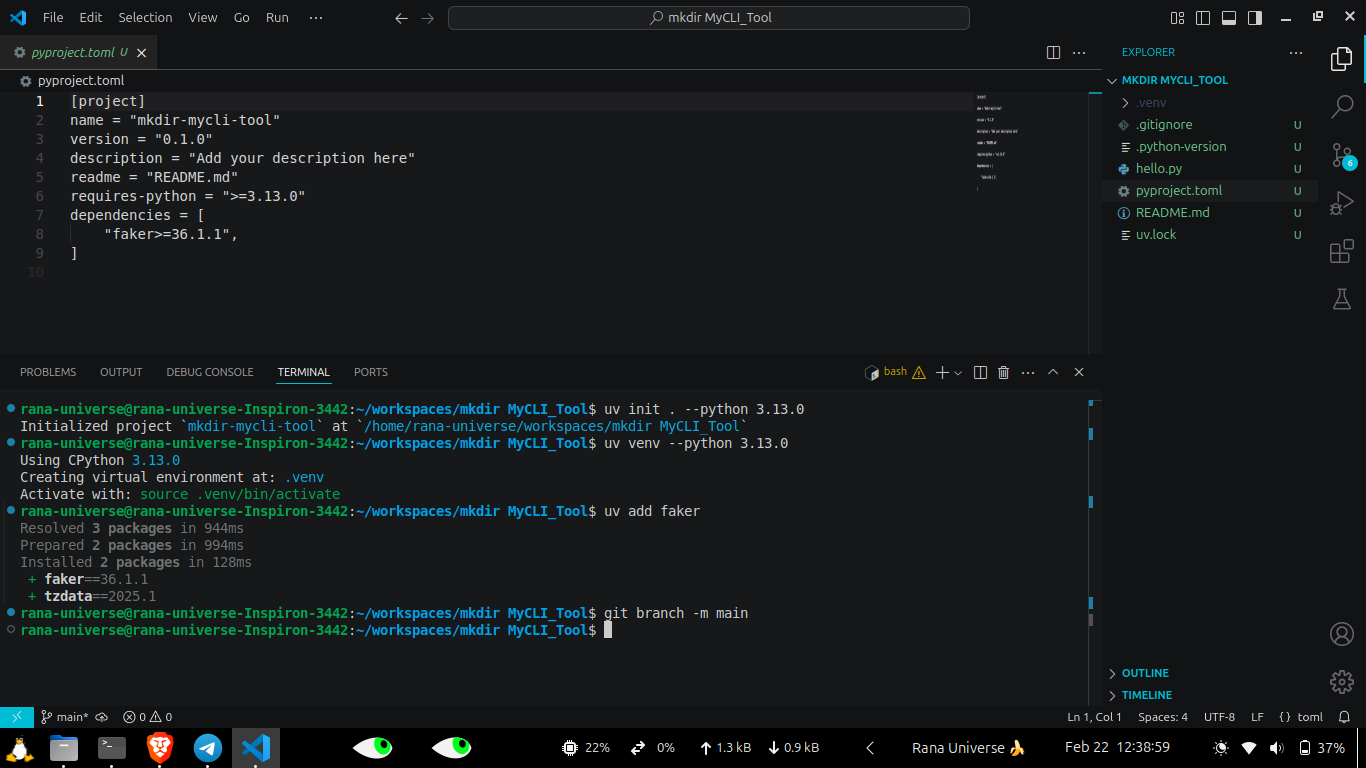 File Edit Selection View Go Run ···
mkdir MyCLI_Tool
pyproject.toml U
pyproject.toml
1 [project]
2 name = "mkdir-mycli-tool"
3 version = "0.1.0"
4 description = "Add your description here"
5 readme = "README.md"
6 requires-python = ">=3.13.0"
7 dependencies = [
8 "faker>=36.1.1",
9 ]
10
EXPLORER
MKDIR MYCLI_TOOL
.venv
.gitignore U
.python-version U
hello.py U
pyproject.toml U
README.md U
uv.lock U
6
OUTLINE
TIMELINE
PROBLEMS OUTPUT DEBUG CONSOLE TERMINAL PORTS
bash
rana-universe@rana-universe-Inspiron-3442:~/workspaces/mkdir MyCLI_Tool$ uv init . --python 3.13.0
Initialized project `mkdir-mycli-tool` at `/home/rana-universe/workspaces/mkdir MyCLI_Tool`
rana-universe@rana-universe-Inspiron-3442:~/workspaces/mkdir MyCLI_Tool$ uv venv --python 3.13.0
Using CPython 3.13.0
Creating virtual environment at: .venv
Activate with: source .venv/bin/activate
rana-universe@rana-universe-Inspiron-3442:~/workspaces/mkdir MyCLI_Tool$ uv add faker
Resolved 3 packages in 944ms
Prepared 2 packages in 994ms
Installed 2 packages in 128ms
+ faker==36.1.1
+ tzdata==2025.1
rana-universe@rana-universe-Inspiron-3442:~/workspaces/mkdir MyCLI_Tool$ git branch -m main
rana-universe@rana-universe-Inspiron-3442:~/workspaces/mkdir MyCLI_Tool$
main* 0 0
Ln 1, Col 1 Spaces: 4 UTF-8 LF {} toml
22% 0% 1.3 kB 0.9 kB Rana Universe 🍌 Feb 22 12:38:59 37%